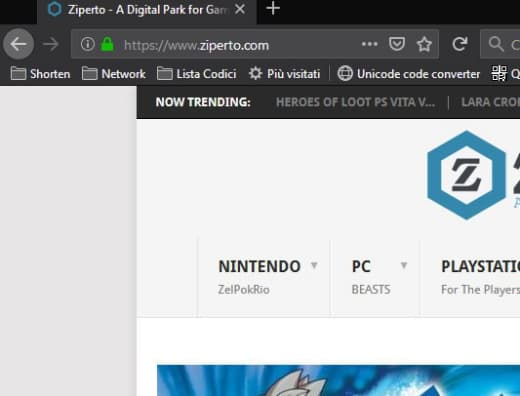 Ziperto - A Digital Park for Gam
https://www.ziperto.com
Shorten Network Lista Codici Più visitati Unicode code converter
NOW TRENDING: HEROES OF LOOT PS VITA V... LARA CRO
Z
NINTENDO PC PLAYSTATIO
ZelPokRio BEASTS For The Players